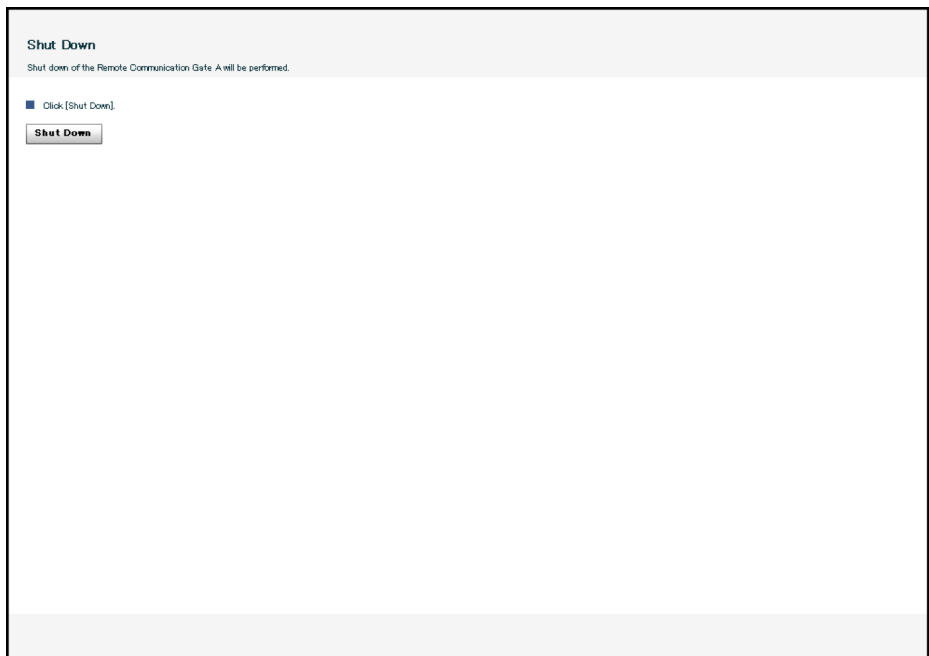 Shut Down
Shut down of the Remote Communication Gate A will be performed.
Click [Shut Down].
Shut Down